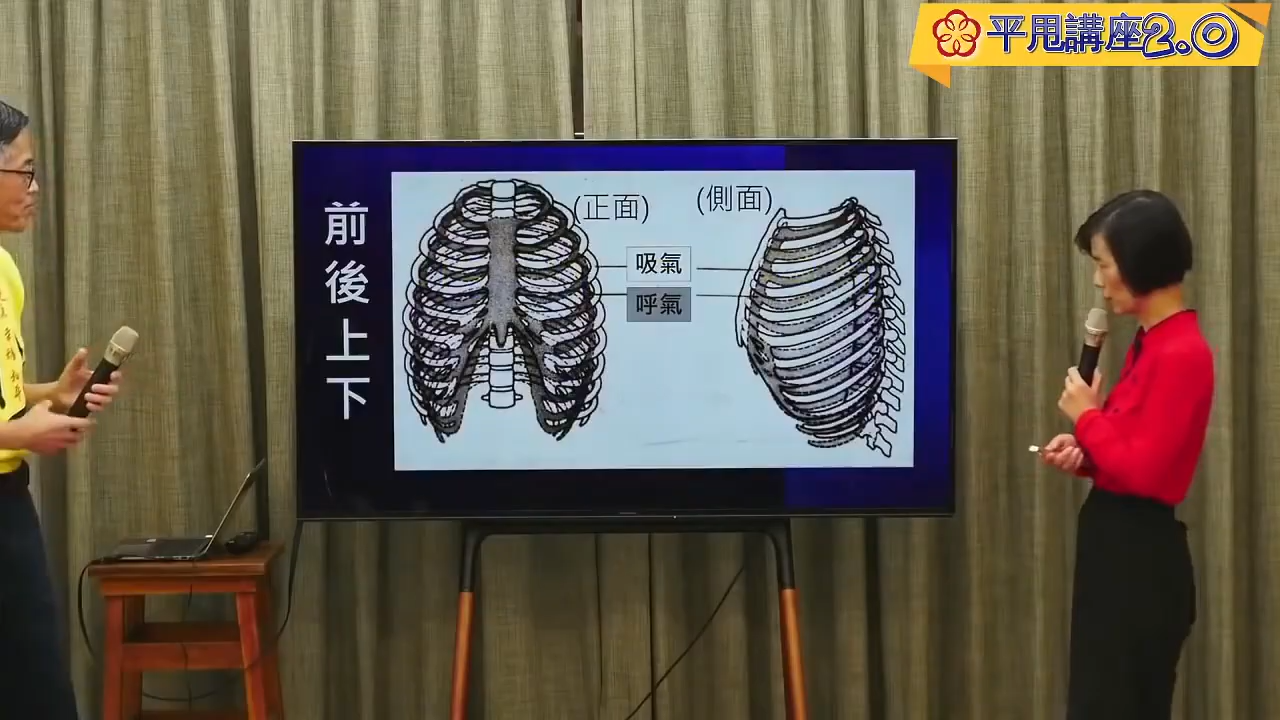 平甩講座2.0
前後上下
(正面)
(側面)
吸氣
呼氣